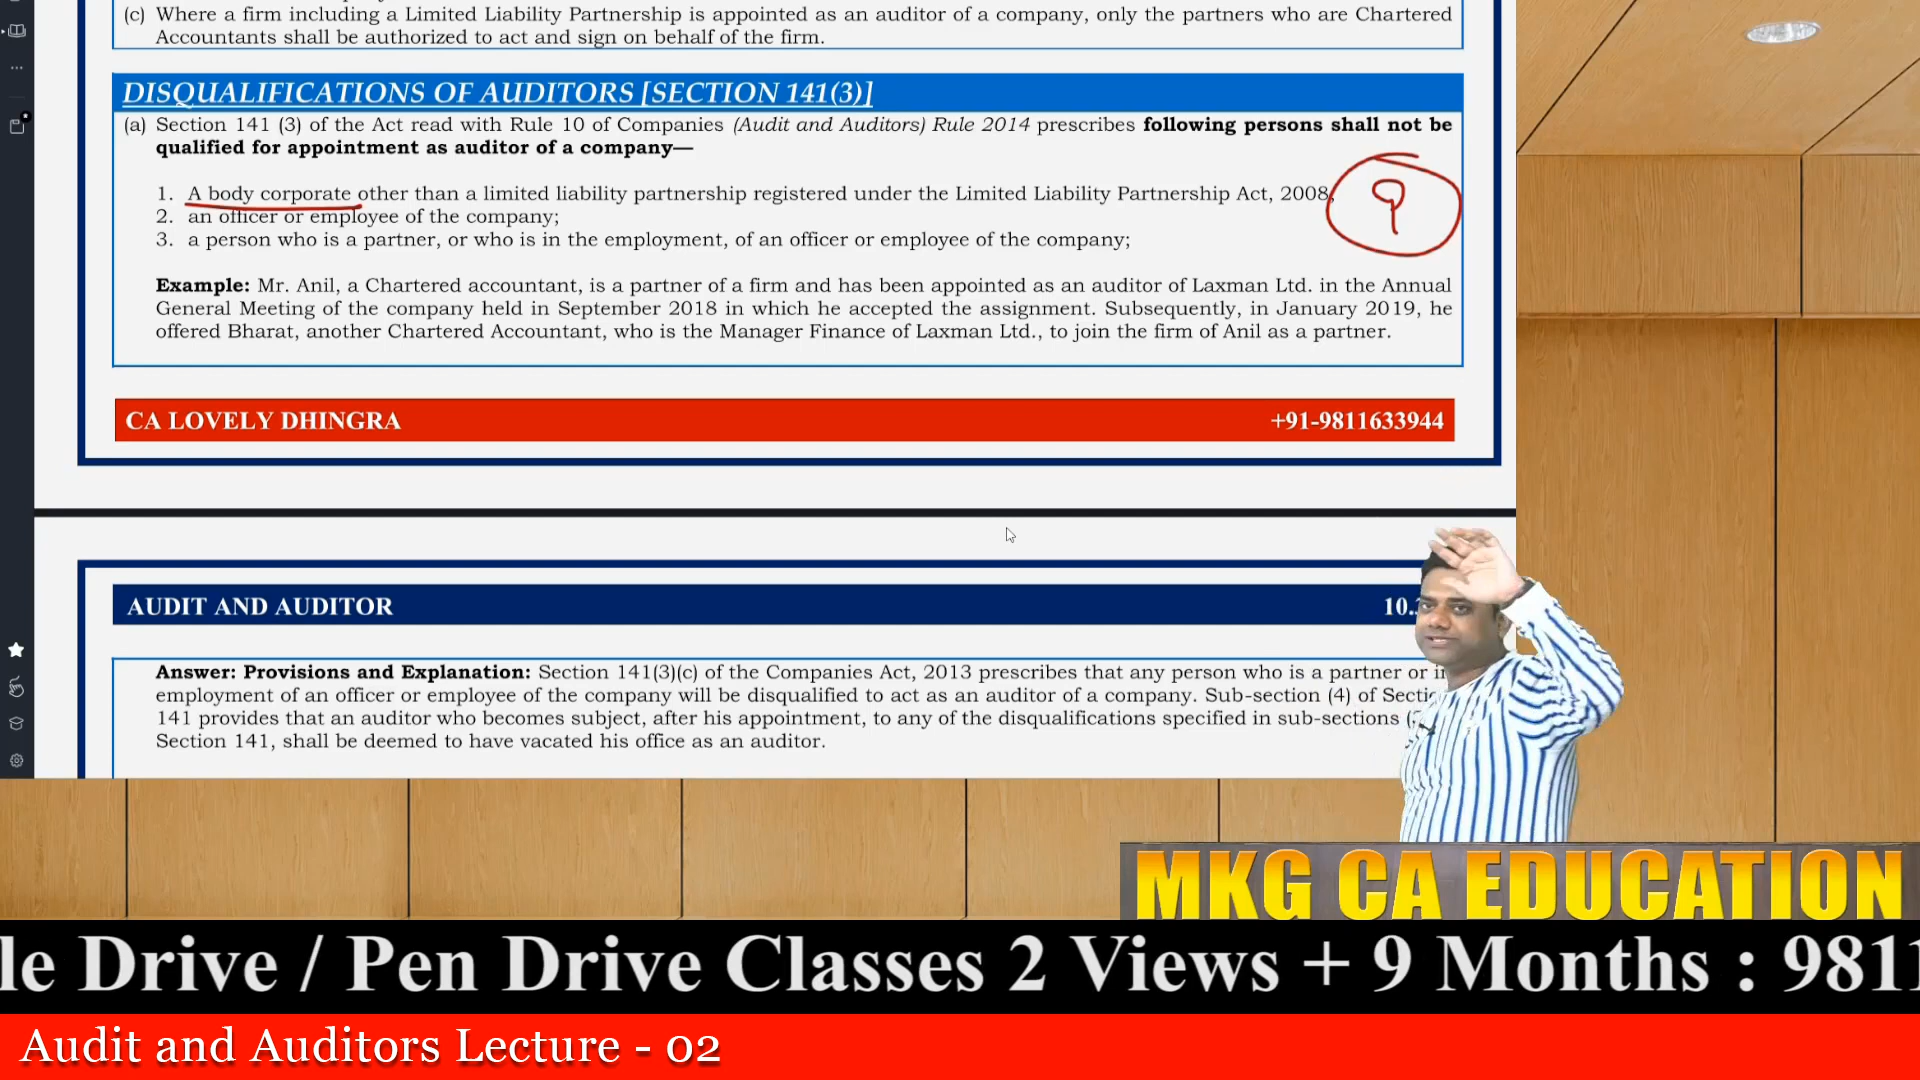 (c) Where a firm including a Limited Liability Partnership is appointed as an auditor of a company, only the partners who are Chartered
Accountants shall be authorized to act and sign on behalf of the firm.
DISQUALIFICATIONS OF AUDITORS [SECTION 141(3)]
(a) Section 141 (3) of the Act read with Rule 10 of Companies (Audit and Auditors) Rule 2014 prescribes following persons shall not be
qualified for appointment as auditor of a company—
1. A body corporate other than a limited liability partnership registered under the Limited Liability Partnership Act, 2008;
9
2. an officer or employee of the company;
3. a person who is a partner, or who is in the employment, of an officer or employee of the company;
Example: Mr. Anil, a Chartered accountant, is a partner of a firm and has been appointed as an auditor of Laxman Ltd. in the Annual
General Meeting of the company held in September 2018 in which he accepted the assignment. Subsequently, in January 2019, he
offered Bharat, another Chartered Accountant, who is the Manager Finance of Laxman Ltd., to join the firm of Anil as a partner.
CA LOVELY DHINGRA +91-9811633944
AUDIT AND AUDITOR 10.
Answer: Provisions and Explanation: Section 141(3)(c) of the Companies Act, 2013 prescribes that any person who is a partner or in
employment of an officer or employee of the company will be disqualified to act as an auditor of a company. Sub-section (4) of
141 provides that an auditor who becomes subject, after his appointment, to any of the disqualifications specified in sub-sections
Section 141, shall be deemed to have vacated his office as an auditor.
MKG CA EDUCATION
le Drive / Pen Drive Classes 2 Views + 9 Months : 981
Audit and Auditors Lecture - 02